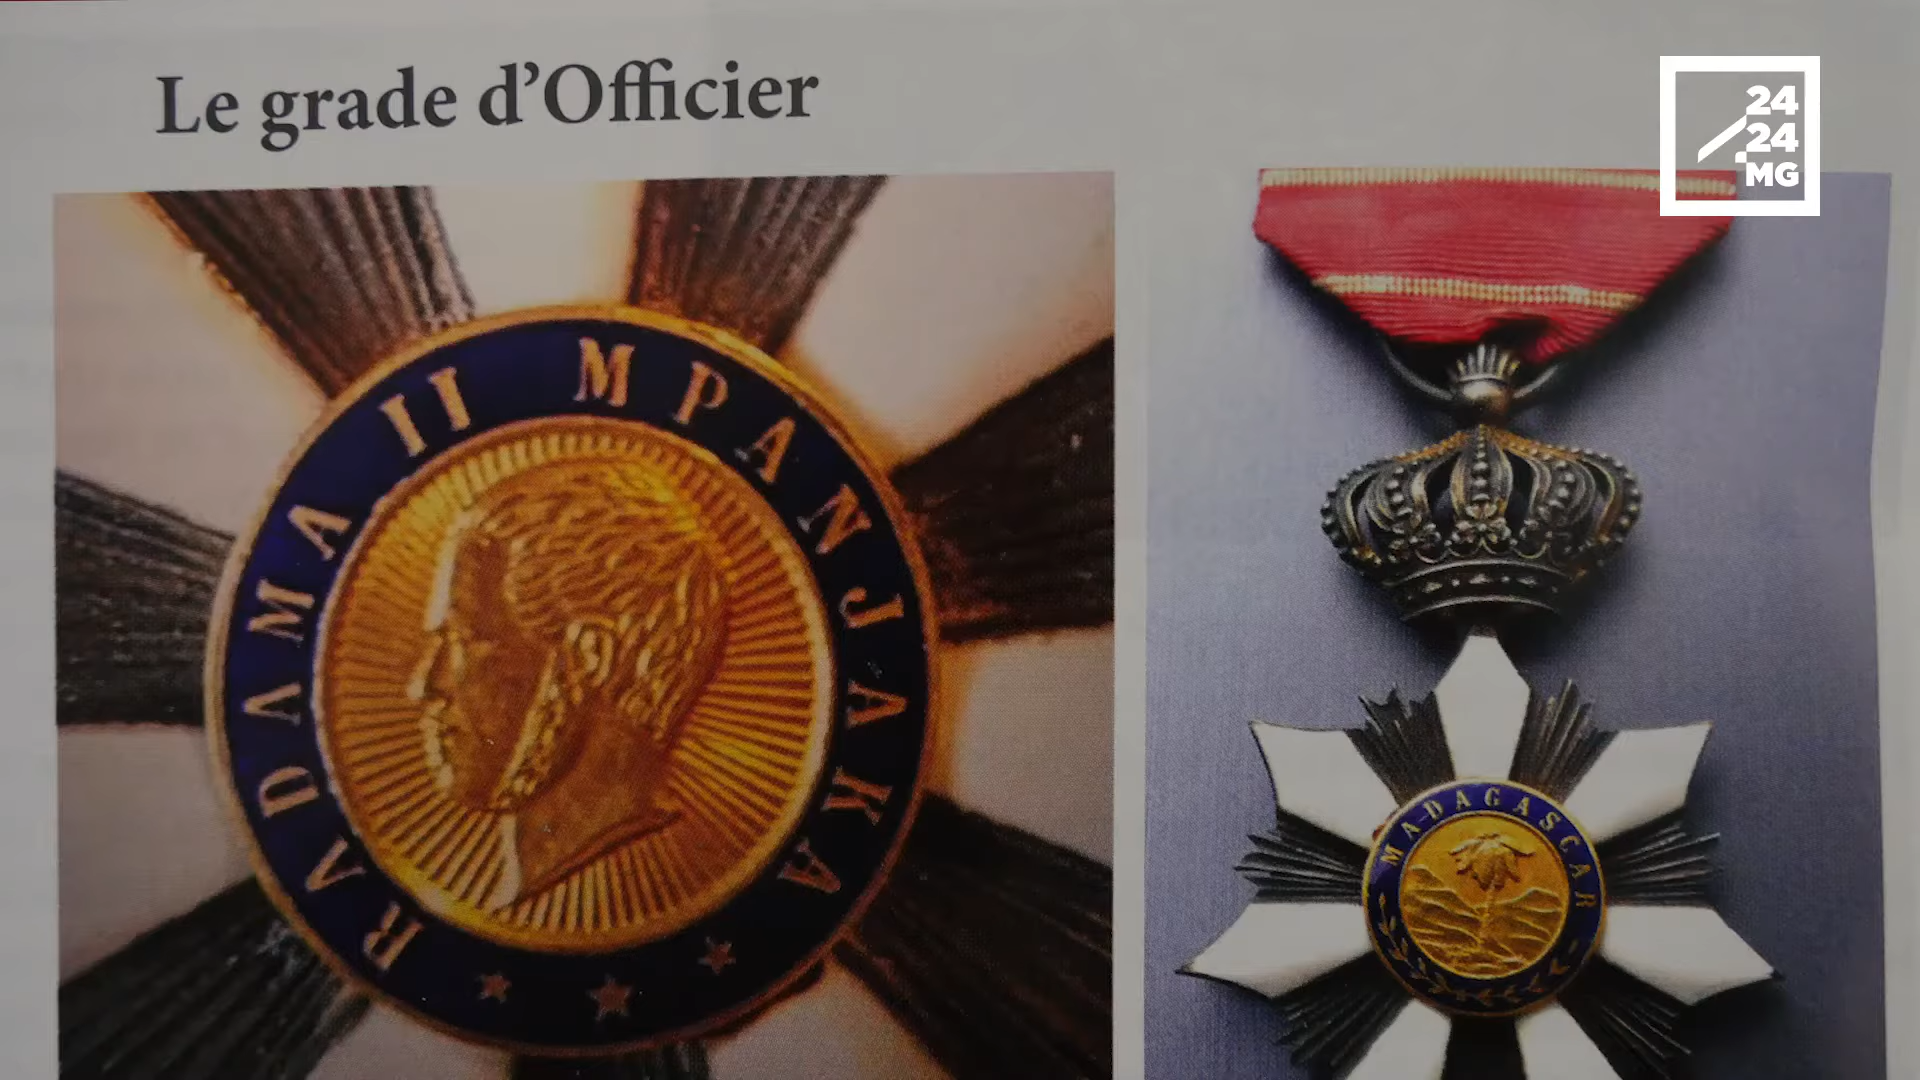 Le grade d'Officier
24
24
MG
RADAMA II MPANJAKA
MADAGASCAR